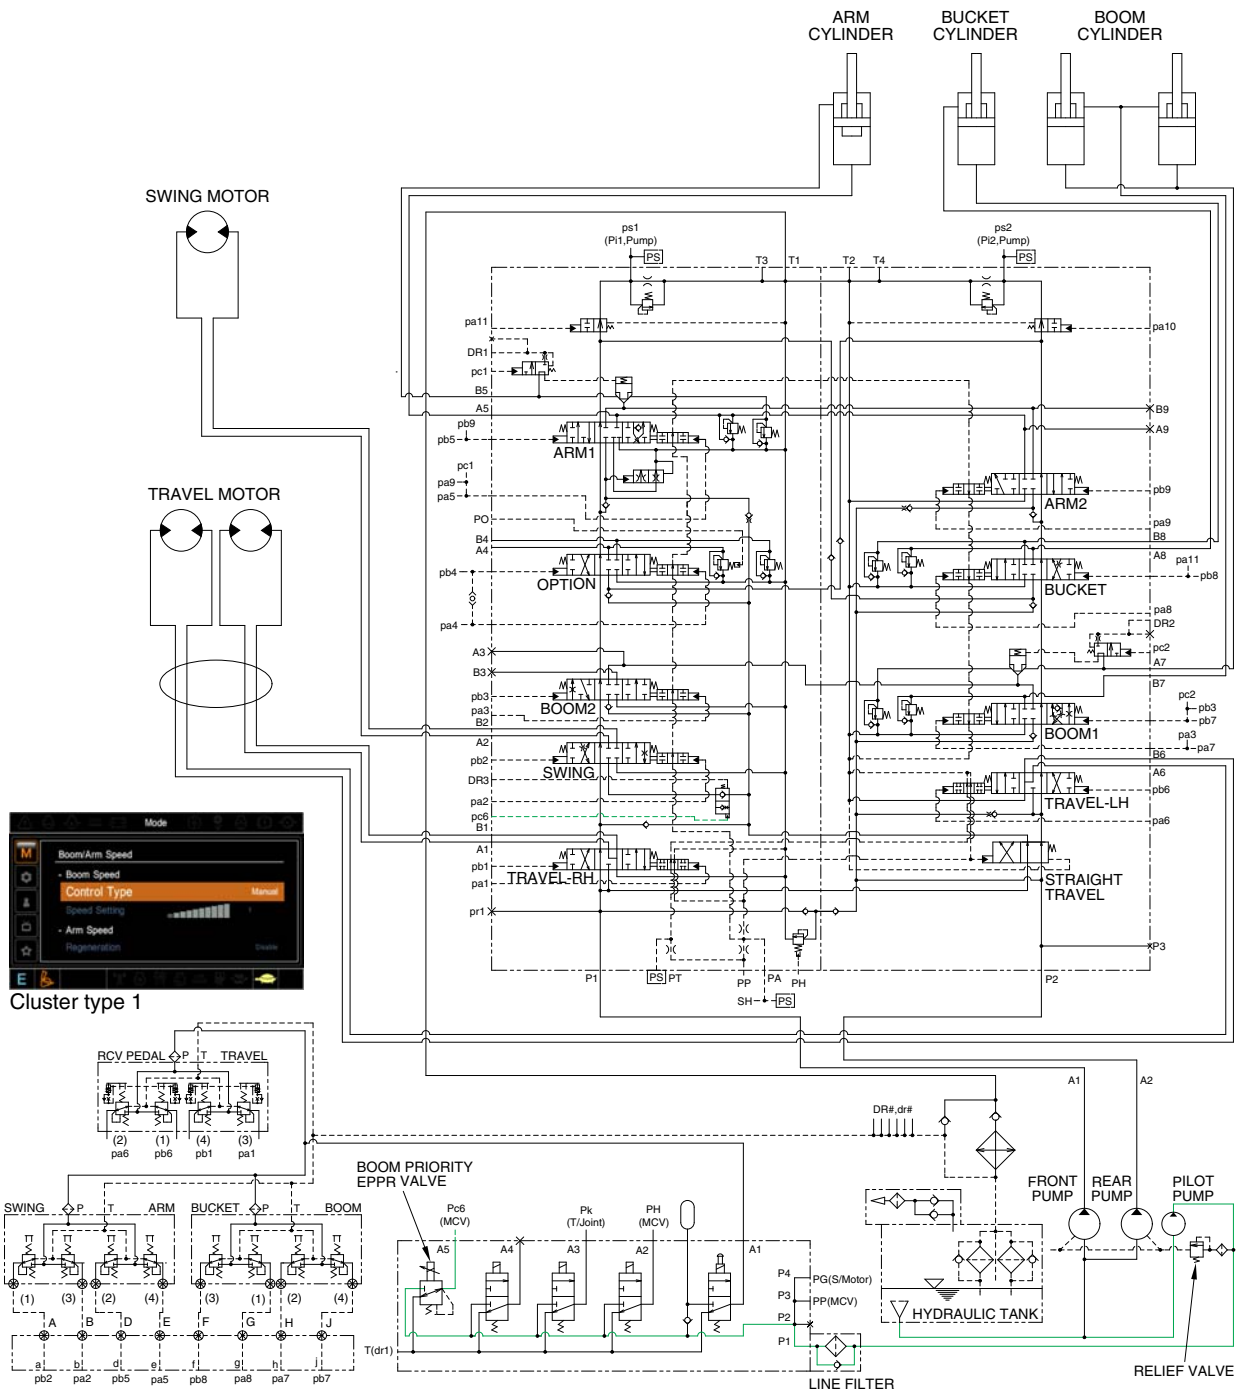 ARM
CYLINDER
BUCKET
CYLINDER
BOOM
CYLINDER
SWING MOTOR
TRAVEL MOTOR
ps1
(Pi1,Pump)
PS
ps2
(Pi2,Pump)
PS
T3
T1
T2
T4
pa11
DR1
pc1
B5
A5
pb9
pb5
ARM1
pc1
pa9
pa5
PO
B4
A4
pb4
OPTION
pa4
A3
B3
pb3
BOOM2
pa3
B2
A2
pb2
SWING
DR3
pa2
pc6
B1
A1
pb1
TRAVEL-RH
pa1
pr1
pa10
B9
A9
pb9
ARM2
pa9
B8
A8
pa11
pb8
BUCKET
pa8
DR2
pc2
A7
B7
pc2
pb3
pb7
BOOM1
pa3
pa7
B6
A6
pb6
TRAVEL-LH
pa6
STRAIGHT
TRAVEL
P3
P1
PS
PT
PP
PA
PH
SH
PS
P2
Mode
M
Boom/Arm Speed
- Boom Speed
Control Type
Manual
Speed Setting
- Arm Speed
Regeneration
Disable
E
Cluster type 1
RCV PEDAL
P
T
TRAVEL
(2)
(1)
(4)
(3)
pa6
pb6
pb1
pa1
SWING
P
T
ARM
BUCKET
P
T
BOOM
(1)
(3)
(2)
(4)
(3)
(1)
(2)
(4)
A
B
D
E
F
G
H
J
a
b
d
e
f
g
h
j
pb2
pa2
pb5
pa5
pb8
pa8
pa7
pb7
BOOM PRIORITY
EPPR VALVE
Pc6
(MCV)
Pk
(T/Joint)
PH
(MCV)
A5
A4
A3
A2
A1
T(dr1)
P4
PG(S/Motor)
P3
PP(MCV)
P2
P1
LINE FILTER
DR#,dr#
A1
A2
FRONT
PUMP
REAR
PUMP
PILOT
PUMP
HYDRAULIC TANK
RELIEF VALVE